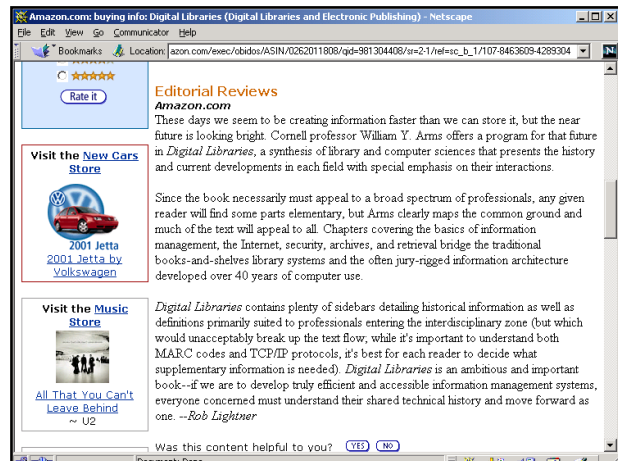 Amazon.com: buying info: Digital Libraries (Digital Libraries and Electronic Publishing) - Netscape
File Edit View Go Communicator Help
Bookmarks Location: azon.com/exec/obidos/ASIN/0262011808/qid=981304408/sr=2-1/ref=sc_b_1/107-8463609-4289304
Rate it
Visit the New Cars
Store
2001 Jetta
2001 Jetta by
Volkswagen
Visit the Music
Store
All That You Can't
Leave Behind
~ U2
Editorial Reviews
Amazon.com
These days we seem to be creating information faster than we can store it, but the near
future is looking bright. Cornell professor William Y. Arms offers a program for that future
in Digital Libraries, a synthesis of library and computer sciences that presents the history
and current developments in each field with special emphasis on their interactions.
Since the book necessarily must appeal to a broad spectrum of professionals, any given
reader will find some parts elementary, but Arms clearly maps the common ground and
much of the text will appeal to all. Chapters covering the basics of information
management, the Internet, security, archives, and retrieval bridge the traditional
books-and-shelves library systems and the often jury-rigged information architecture
developed over 40 years of computer use.
Digital Libraries contains plenty of sidebars detailing historical information as well as
definitions primarily suited to professionals entering the interdisciplinary zone (but which
would unacceptably break up the text flow; while it's important to understand both
MARC codes and TCP/IP protocols, it's best for each reader to decide what
supplementary information is needed). Digital Libraries is an ambitious and important
book--if we are to develop truly efficient and accessible information management systems,
everyone concerned must understand their shared technical history and move forward as
one. --Rob Lightner
Was this content helpful to you? YES NO